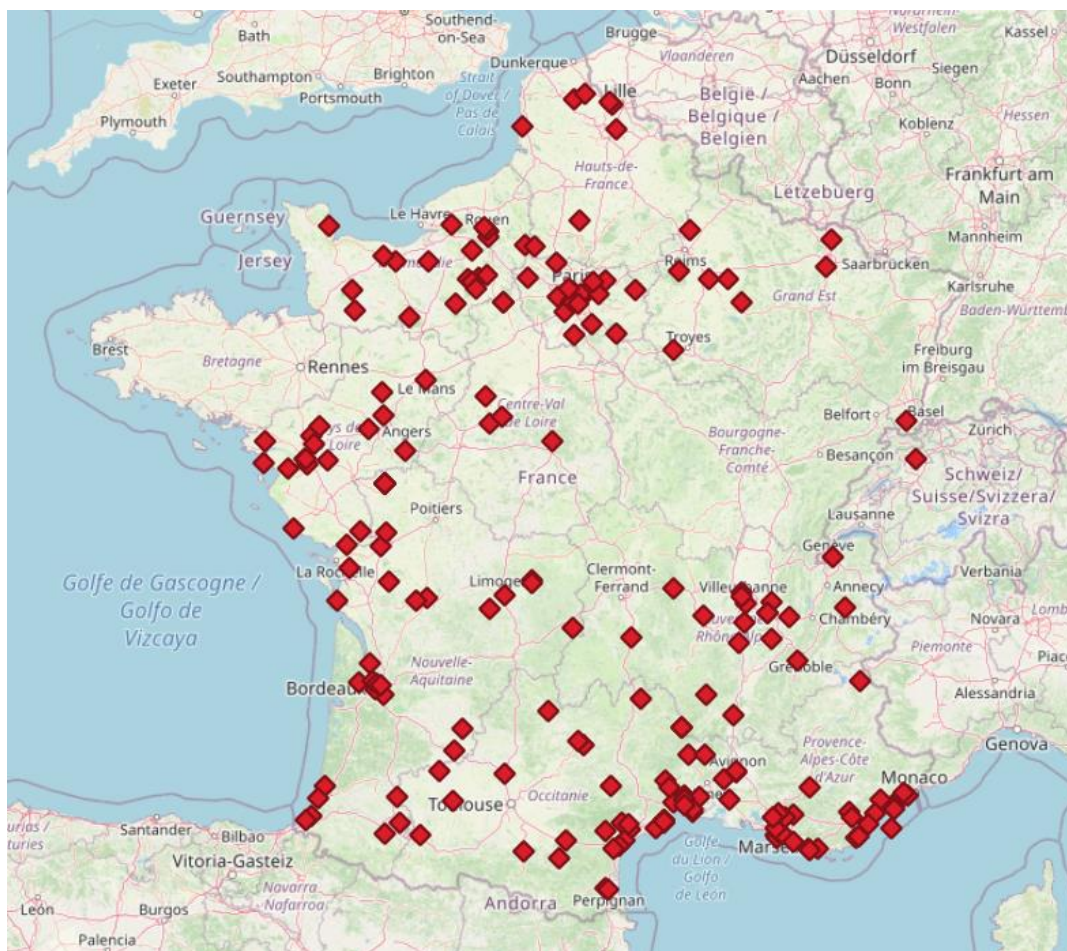 Southend-
on-Sea
Bath
Exeter
Southampton
Brighton
Portsmouth
Plymouth
Strait
of Dover /
Pas de
Calais
Brugge
Dunkerque
Vlaanderen
Lille
België /
Belgique /
Belgien
Düsseldorf
Aachen
Bonn
Siegen
Kassel
Nordrhein-
Westfalen
Koblenz
Hessen
Frankfurt am
Main
Mannheim
Karlsruhe
Saarbrücken
Baden-Württem
Lëtzebuerg
Hauts-de-
France
Guernsey
Jersey
Le Havre
Rouen
Reims
Paris
Grand Est
Troyes
Brest
Bretagne
Rennes
Le Mans
Pays de
Loire
Angers
Centre-Val
de Loire
Freiburg
im Breisgau
Belfort
Basel
Zürich
Besançon
Bourgogne-
Franche-
Comté
Schweiz/
Suisse/Svizzera/
Svizra
Lausanne
Genève
France
Poitiers
La Rochelle
Limoges
Clermont-
Ferrand
Villeurbanne
Annecy
Chambéry
Verbania
Novara
Piemonte
Alessandria
Genova
Grenoble
Golfe de Gascogne /
Golfo de
Vizcaya
Nouvelle-
Aquitaine
Bordeaux
Provence-
Alpes-Côte
d'Azur
Avignon
Monaco
Occitanie
Toulouse
Golfe
du Lion /
Golfo
de León
Perpignan
Andorra
Santander
Bilbao
Vitoria-Gasteiz
Navarra
Nafarroa
León
Burgos
Palencia